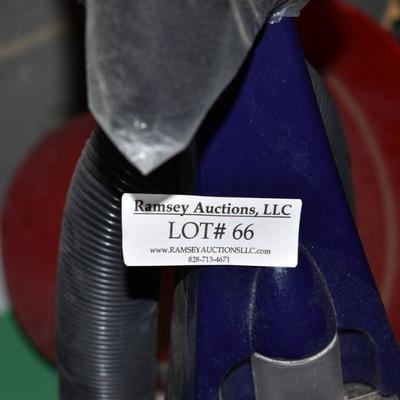 Ramsey Auctions, LLC
LOT# 66
www.RAMSEYAUCTIONSLLC.com
828-713-4671